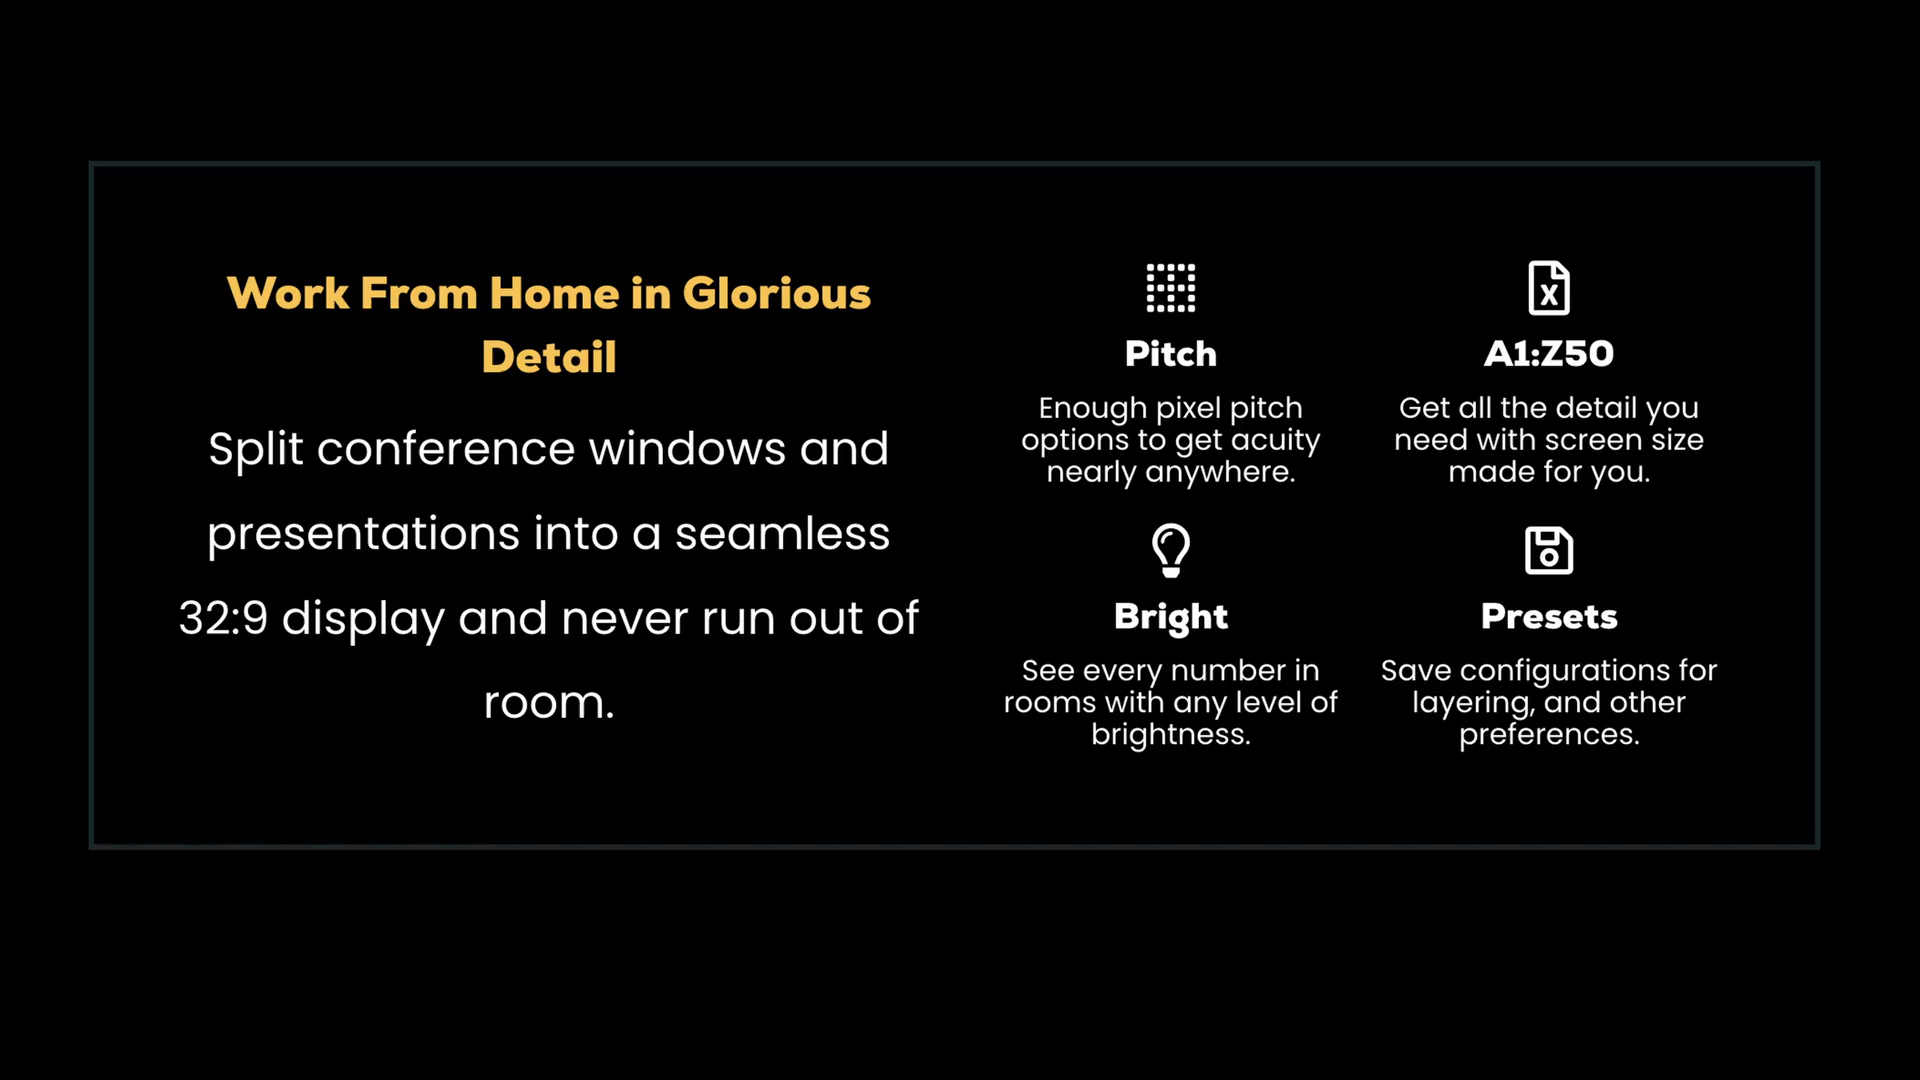 Work From Home in Glorious
Detail
Split conference windows and
presentations into a seamless
32:9 display and never run out of
room.
Pitch
Enough pixel pitch
options to get acuity
nearly anywhere.
A1:Z50
Get all the detail you
need with screen size
made for you.
Bright
See every number in
rooms with any level of
brightness.
Presets
Save configurations for
layering, and other
preferences.